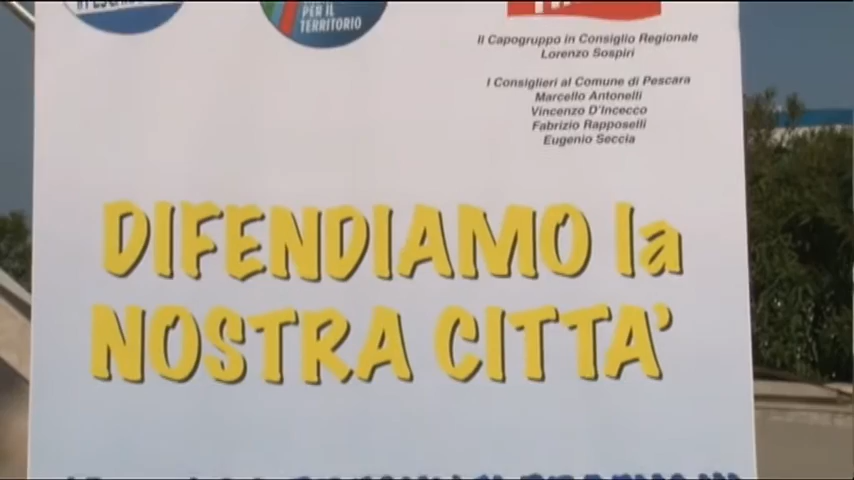 PER IL
TERRITORIO
Il Capogruppo in Consiglio Regionale
Lorenzo Sospiri
I Consiglieri al Comune di Pescara
Marcello Antonelli
Vincenzo D'Incecco
Fabrizio Rapposelli
Eugenio Seccia
DIFENDIAMO la
NOSTRA CITTA'